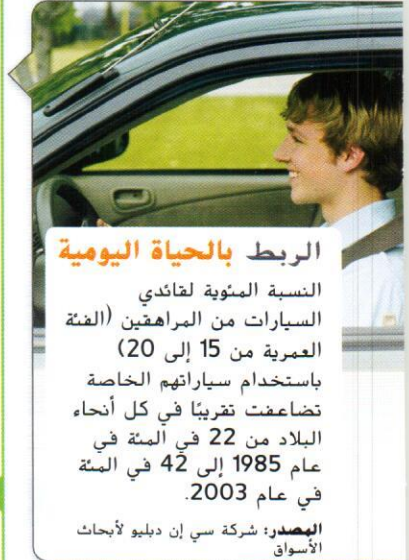 الربط بالحياة اليومية
النسبة المئوية لقائدي
السيارات من المراهقين (الفئة
العمرية من 15 إلى 20)
باستخدام سياراتهم الخاصة
تضاعفت تقريبًا في كل أنحاء
البلاد من 22 في المئة في
عام 1985 إلى 42 في المئة
في عام 2003.
المصدر: شركة سي إن دبليو لأبحاث
الأسواق